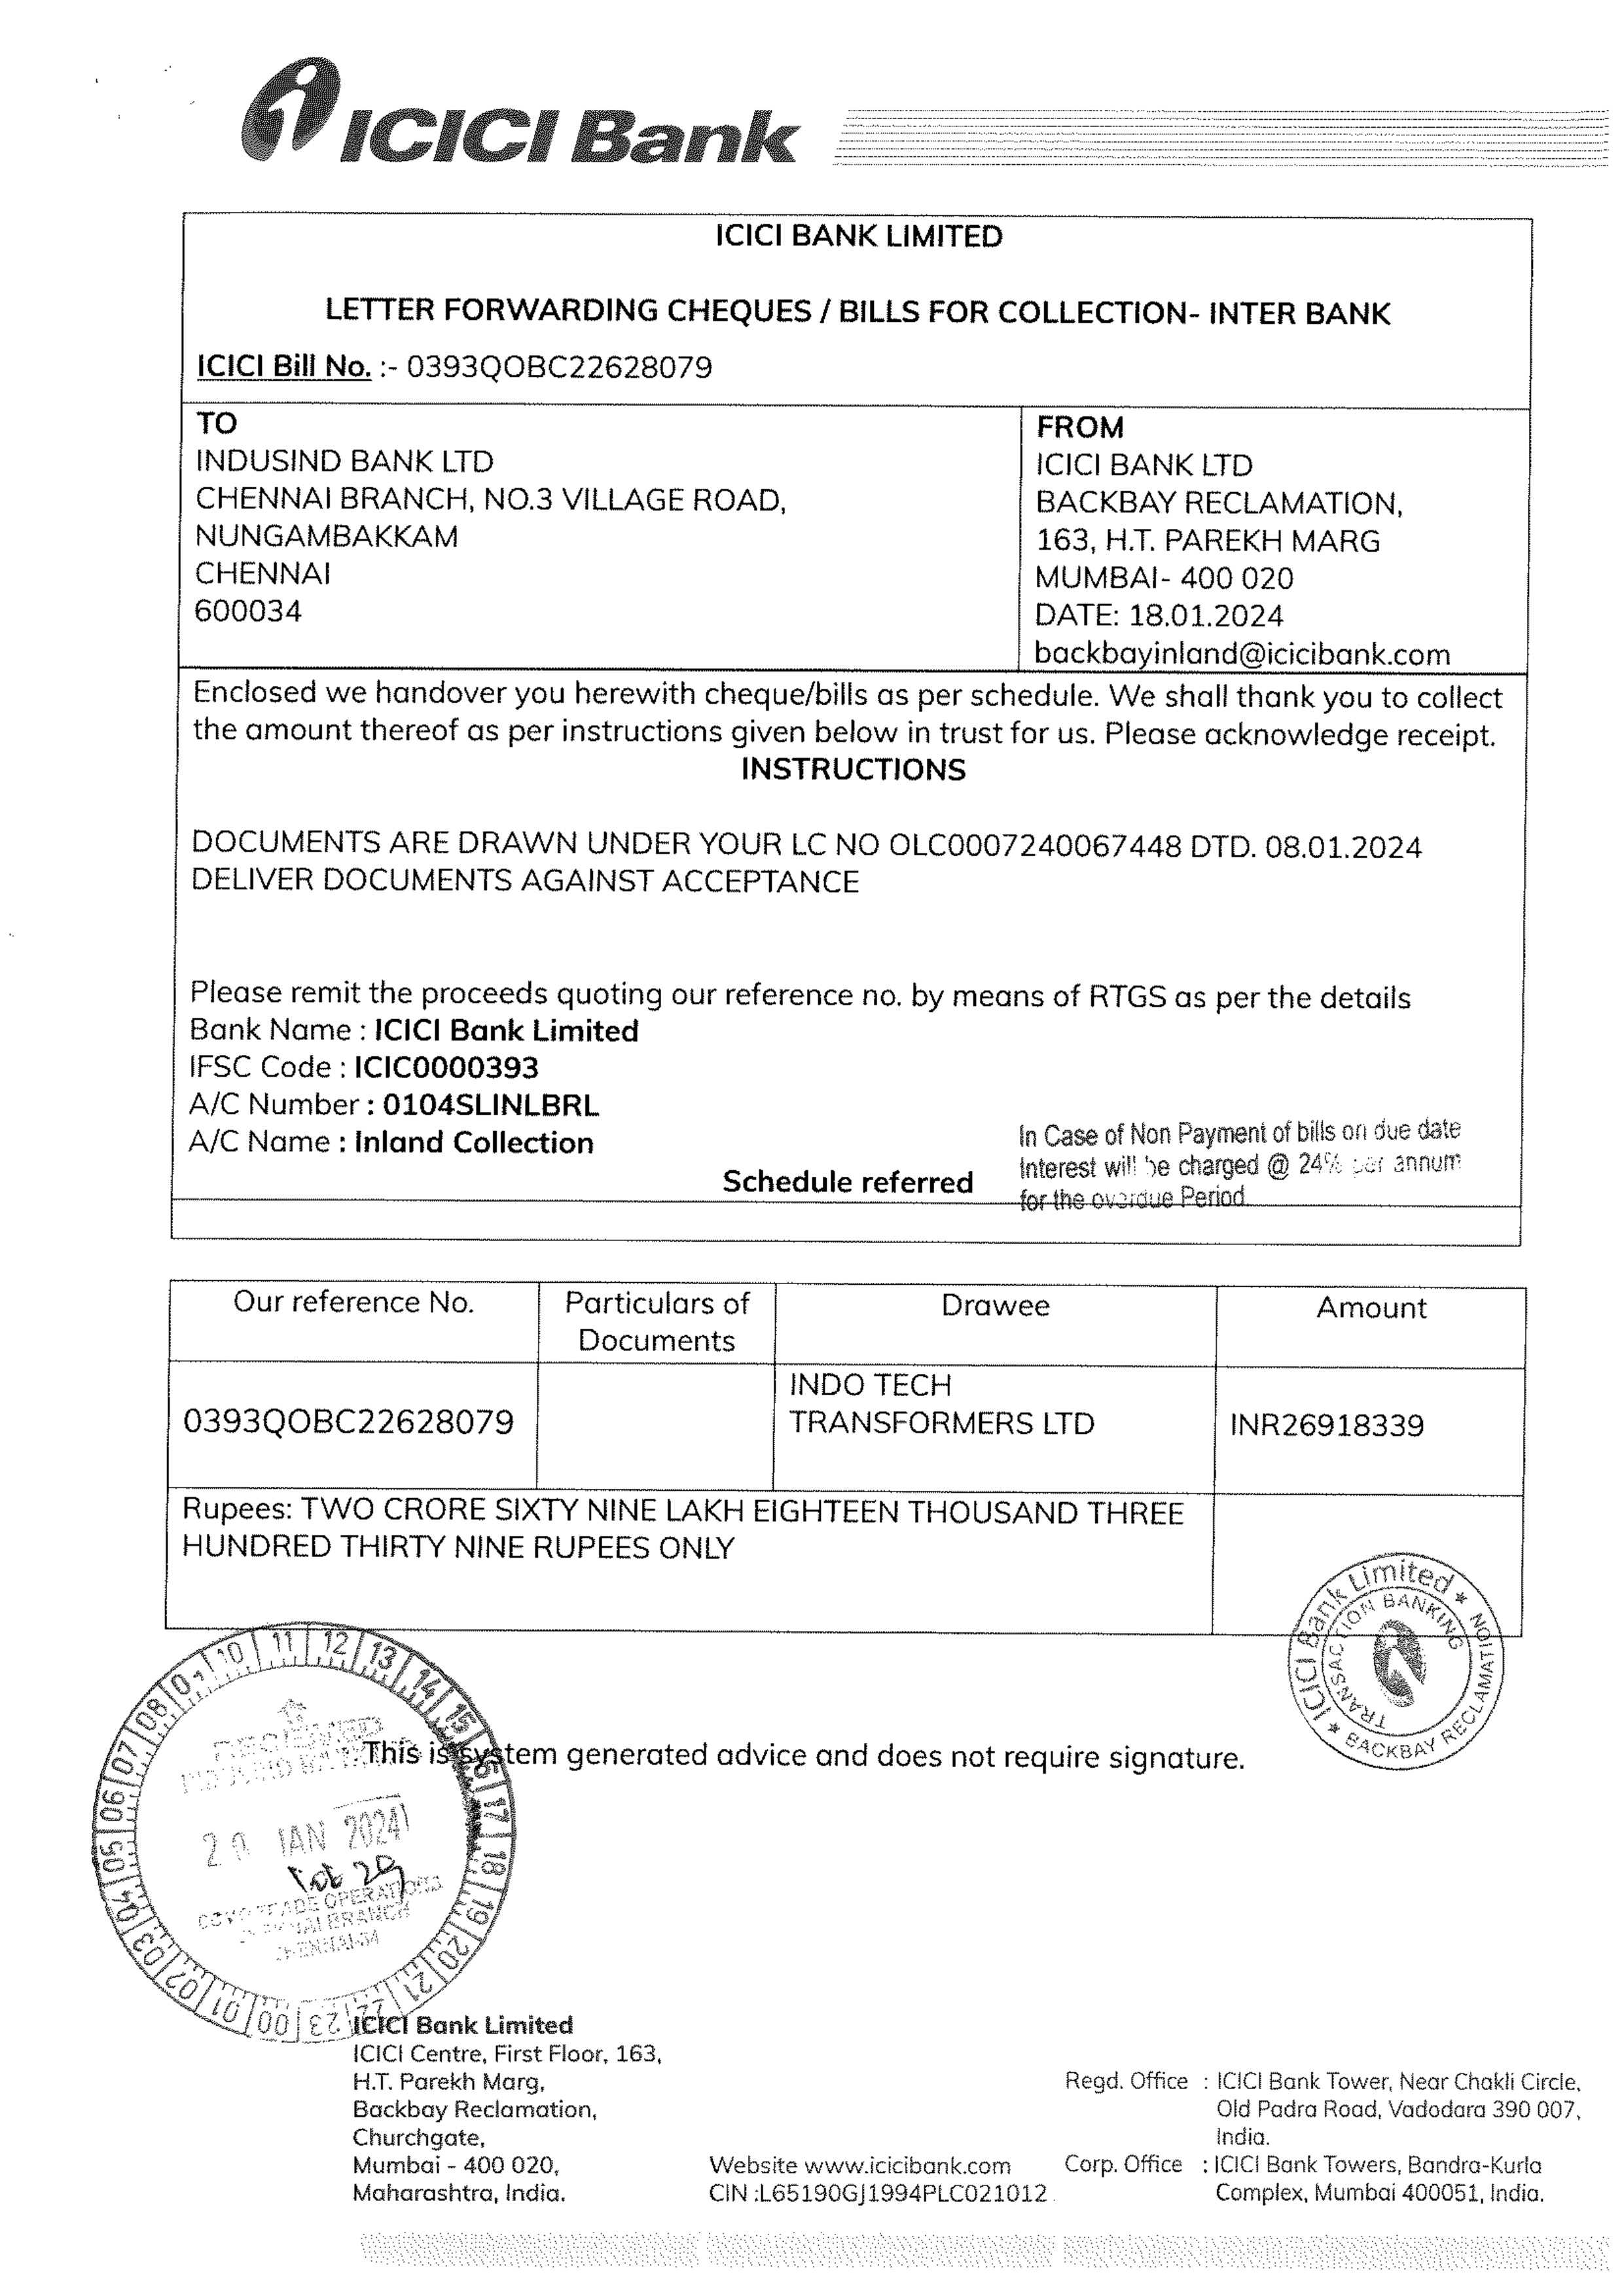 ICICI Bank
ICICI BANK LIMITED
LETTER FORWARDING CHEQUES / BILLS FOR COLLECTION- INTER BANK
ICICI Bill No. :- 0393QOBC22628079
TO
INDUSIND BANK LTD
CHENNAI BRANCH, NO.3 VILLAGE ROAD,
NUNGAMBAKKAM
CHENNAI
600034
FROM
ICICI BANK LTD
BACKBAY RECLAMATION,
163, H.T. PAREKH MARG
MUMBAI- 400 020
DATE: 18.01.2024
backbayinland@icicibank.com
Enclosed we handover you herewith cheque/bills as per schedule. We shall thank you to collect
the amount thereof as per instructions given below in trust for us. Please acknowledge receipt.
INSTRUCTIONS
DOCUMENTS ARE DRAWN UNDER YOUR LC NO OLC0007240067448 DTD. 08.01.2024
DELIVER DOCUMENTS AGAINST ACCEPTANCE
Please remit the proceeds quoting our reference no. by means of RTGS as per the details
Bank Name : ICICI Bank Limited
IFSC Code : ICIC0000393
A/C Number : 0104SLINLBRL
A/C Name : Inland Collection
In Case of Non Payment of bills on due date
Interest will be charged @ 24% per annum
for the overdue Period
Schedule referred
Our reference No.
Particulars of
Documents
Drawee
Amount
0393QOBC22628079
INDO TECH
TRANSFORMERS LTD
INR26918339
Rupees: TWO CRORE SIXTY NINE LAKH EIGHTEEN THOUSAND THREE
HUNDRED THIRTY NINE RUPEES ONLY
ICICI Bank Limited
TRANSACTION BANKING
BACKBAY RECLAMATION
This is system generated advice and does not require signature.
10 11 12 13 14 15 16 17 18 19 20 21 22 23 00 01 02 03 04 05 06 07 08
RECEIVED
INDUSIND
20 JAN 2024
TRADE OPERATIONS
CHENNAI BRANCH
CHENNAI-34
ICICI Bank Limited
ICICI Centre, First Floor, 163,
H.T. Parekh Marg,
Backbay Reclamation,
Churchgate,
Mumbai - 400 020,
Maharashtra, India.
Website www.icicibank.com
CIN :L65190GJ1994PLC021012
Regd. Office : ICICI Bank Tower, Near Chakli Circle,
Old Padra Road, Vadodara 390 007,
India.
Corp. Office : ICICI Bank Towers, Bandra-Kurla
Complex, Mumbai 400051, India.